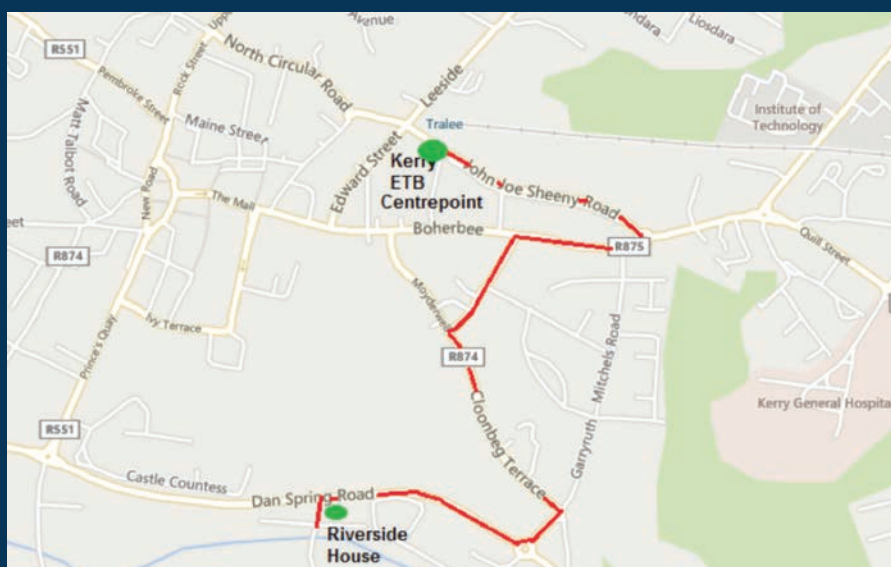 R551
Pembroke Street
Matt Talbot Road
Rock Street
North Circular Road
Avenue
Leeside
Liosdara
Maine Street
Tralee
Institute of
Technology
Edward Street
Kerry
ETB
Centrepoint
John Joe Sheeny Road
New Road
The Mall
Boherbee
R875
Quill Street
R874
Moyderwell
Ivy Terrace
Prince's Quay
R874
Garryruth
Mitchels Road
Kerry General Hospita
R551
Cloonbeg Terrace
Castle Countess
Dan Spring Road
Riverside
House